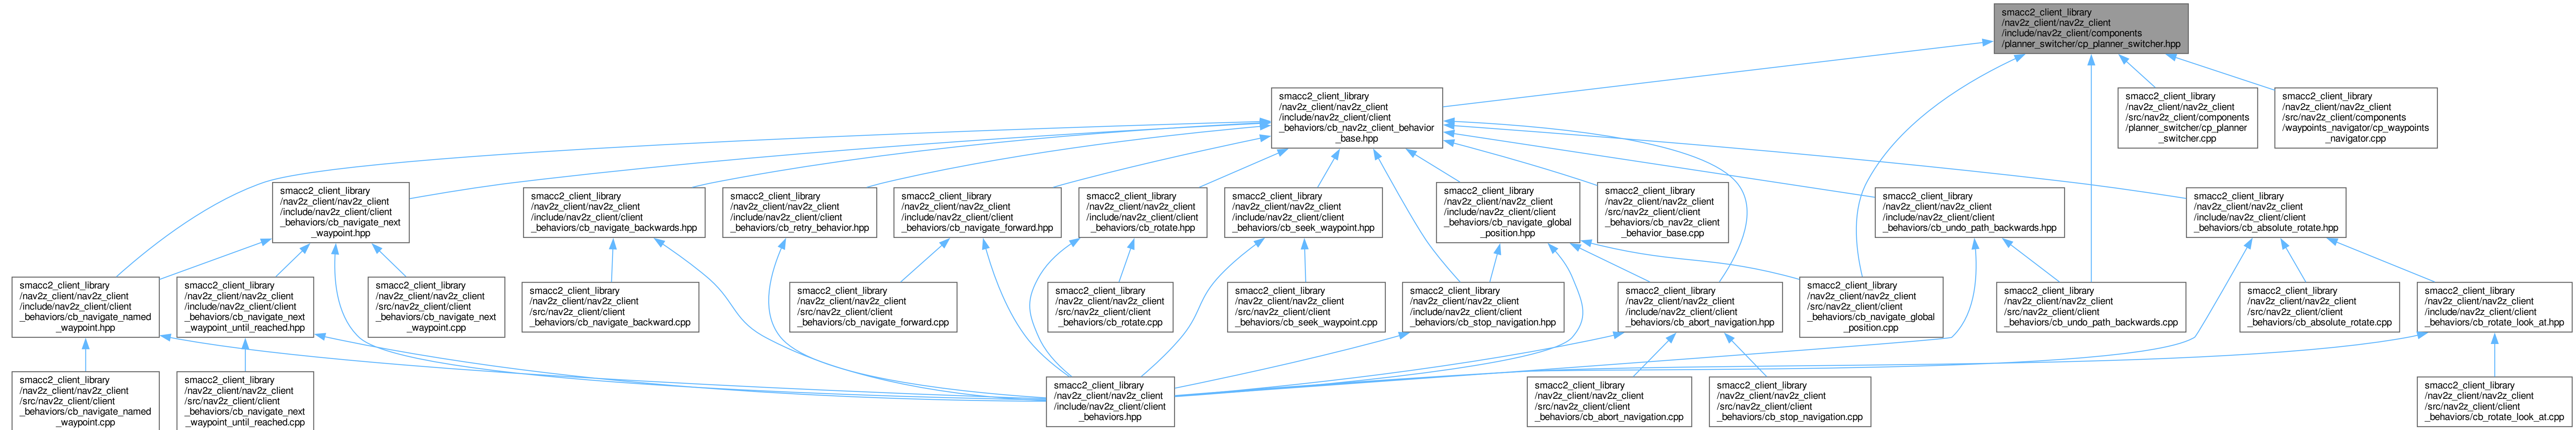 smacc2_client_library
/nav2z_client/nav2z_client
/include/nav2z_client/components
/planner_switcher/cp_planner_switcher.hpp
smacc2_client_library
/nav2z_client/nav2z_client
/include/nav2z_client/client
_behaviors/cb_nav2z_client_behavior
_base.hpp
smacc2_client_library
/nav2z_client/nav2z_client
/src/nav2z_client/components
/planner_switcher/cp_planner
_switcher.cpp
smacc2_client_library
/nav2z_client/nav2z_client
/src/nav2z_client/components
/waypoints_navigator/cp_waypoints
_navigator.cpp
smacc2_client_library
/nav2z_client/nav2z_client
/include/nav2z_client/client
_behaviors/cb_navigate_next
_waypoint.hpp
smacc2_client_library
/nav2z_client/nav2z_client
/include/nav2z_client/client
_behaviors/cb_navigate_backwards.hpp
smacc2_client_library
/nav2z_client/nav2z_client
/include/nav2z_client/client
_behaviors/cb_retry_behavior.hpp
smacc2_client_library
/nav2z_client/nav2z_client
/include/nav2z_client/client
_behaviors/cb_navigate_forward.hpp
smacc2_client_library
/nav2z_client/nav2z_client
/include/nav2z_client/client
_behaviors/cb_rotate.hpp
smacc2_client_library
/nav2z_client/nav2z_client
/include/nav2z_client/client
_behaviors/cb_seek_waypoint.hpp
smacc2_client_library
/nav2z_client/nav2z_client
/include/nav2z_client/client
_behaviors/cb_navigate_global
_position.hpp
smacc2_client_library
/nav2z_client/nav2z_client
/src/nav2z_client/client
_behaviors/cb_nav2z_client
_behavior_base.cpp
smacc2_client_library
/nav2z_client/nav2z_client
/include/nav2z_client/client
_behaviors/cb_undo_path_backwards.hpp
smacc2_client_library
/nav2z_client/nav2z_client
/include/nav2z_client/client
_behaviors/cb_absolute_rotate.hpp
smacc2_client_library
/nav2z_client/nav2z_client
/include/nav2z_client/client
_behaviors/cb_navigate_named
_waypoint.hpp
smacc2_client_library
/nav2z_client/nav2z_client
/include/nav2z_client/client
_behaviors/cb_navigate_next
_waypoint_until_reached.hpp
smacc2_client_library
/nav2z_client/nav2z_client
/src/nav2z_client/client
_behaviors/cb_navigate_next
_waypoint.cpp
smacc2_client_library
/nav2z_client/nav2z_client
/src/nav2z_client/client
_behaviors/cb_navigate_backward.cpp
smacc2_client_library
/nav2z_client/nav2z_client
/src/nav2z_client/client
_behaviors/cb_navigate_forward.cpp
smacc2_client_library
/nav2z_client/nav2z_client
/src/nav2z_client/client
_behaviors/cb_rotate.cpp
smacc2_client_library
/nav2z_client/nav2z_client
/src/nav2z_client/client
_behaviors/cb_seek_waypoint.cpp
smacc2_client_library
/nav2z_client/nav2z_client
/include/nav2z_client/client
_behaviors/cb_stop_navigation.hpp
smacc2_client_library
/nav2z_client/nav2z_client
/include/nav2z_client/client
_behaviors/cb_abort_navigation.hpp
smacc2_client_library
/nav2z_client/nav2z_client
/src/nav2z_client/client
_behaviors/cb_navigate_global
_position.cpp
smacc2_client_library
/nav2z_client/nav2z_client
/src/nav2z_client/client
_behaviors/cb_undo_path_backwards.cpp
smacc2_client_library
/nav2z_client/nav2z_client
/src/nav2z_client/client
_behaviors/cb_absolute_rotate.cpp
smacc2_client_library
/nav2z_client/nav2z_client
/include/nav2z_client/client
_behaviors/cb_rotate_look_at.hpp
smacc2_client_library
/nav2z_client/nav2z_client
/src/nav2z_client/client
_behaviors/cb_navigate_named
_waypoint.cpp
smacc2_client_library
/nav2z_client/nav2z_client
/src/nav2z_client/client
_behaviors/cb_navigate_next
_waypoint_until_reached.cpp
smacc2_client_library
/nav2z_client/nav2z_client
/include/nav2z_client/client
_behaviors.hpp
smacc2_client_library
/nav2z_client/nav2z_client
/src/nav2z_client/client
_behaviors/cb_abort_navigation.cpp
smacc2_client_library
/nav2z_client/nav2z_client
/src/nav2z_client/client
_behaviors/cb_stop_navigation.cpp
smacc2_client_library
/nav2z_client/nav2z_client
/src/nav2z_client/client
_behaviors/cb_rotate_look_at.cpp